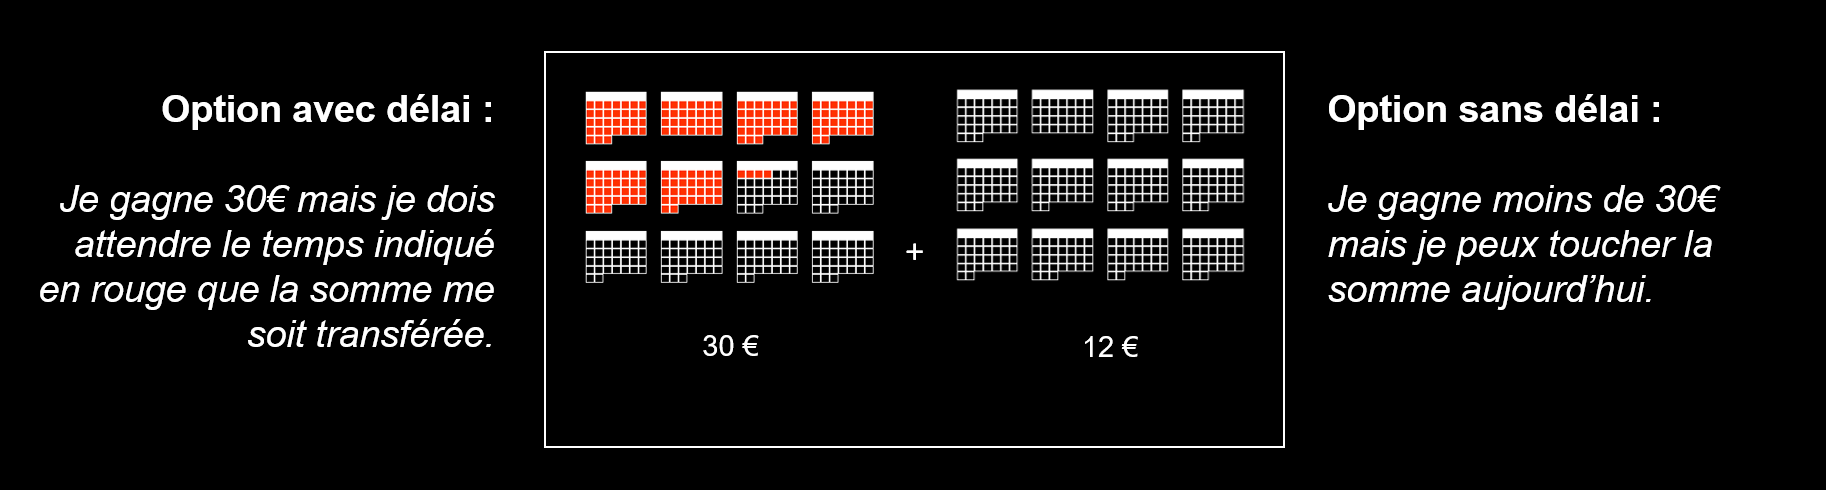 Option avec délai :
Je gagne 30€ mais je dois
attendre le temps indiqué
en rouge que la somme me
soit transférée.
+
30 €
12 €
Option sans délai :
Je gagne moins de 30€
mais je peux toucher la
somme aujourd’hui.